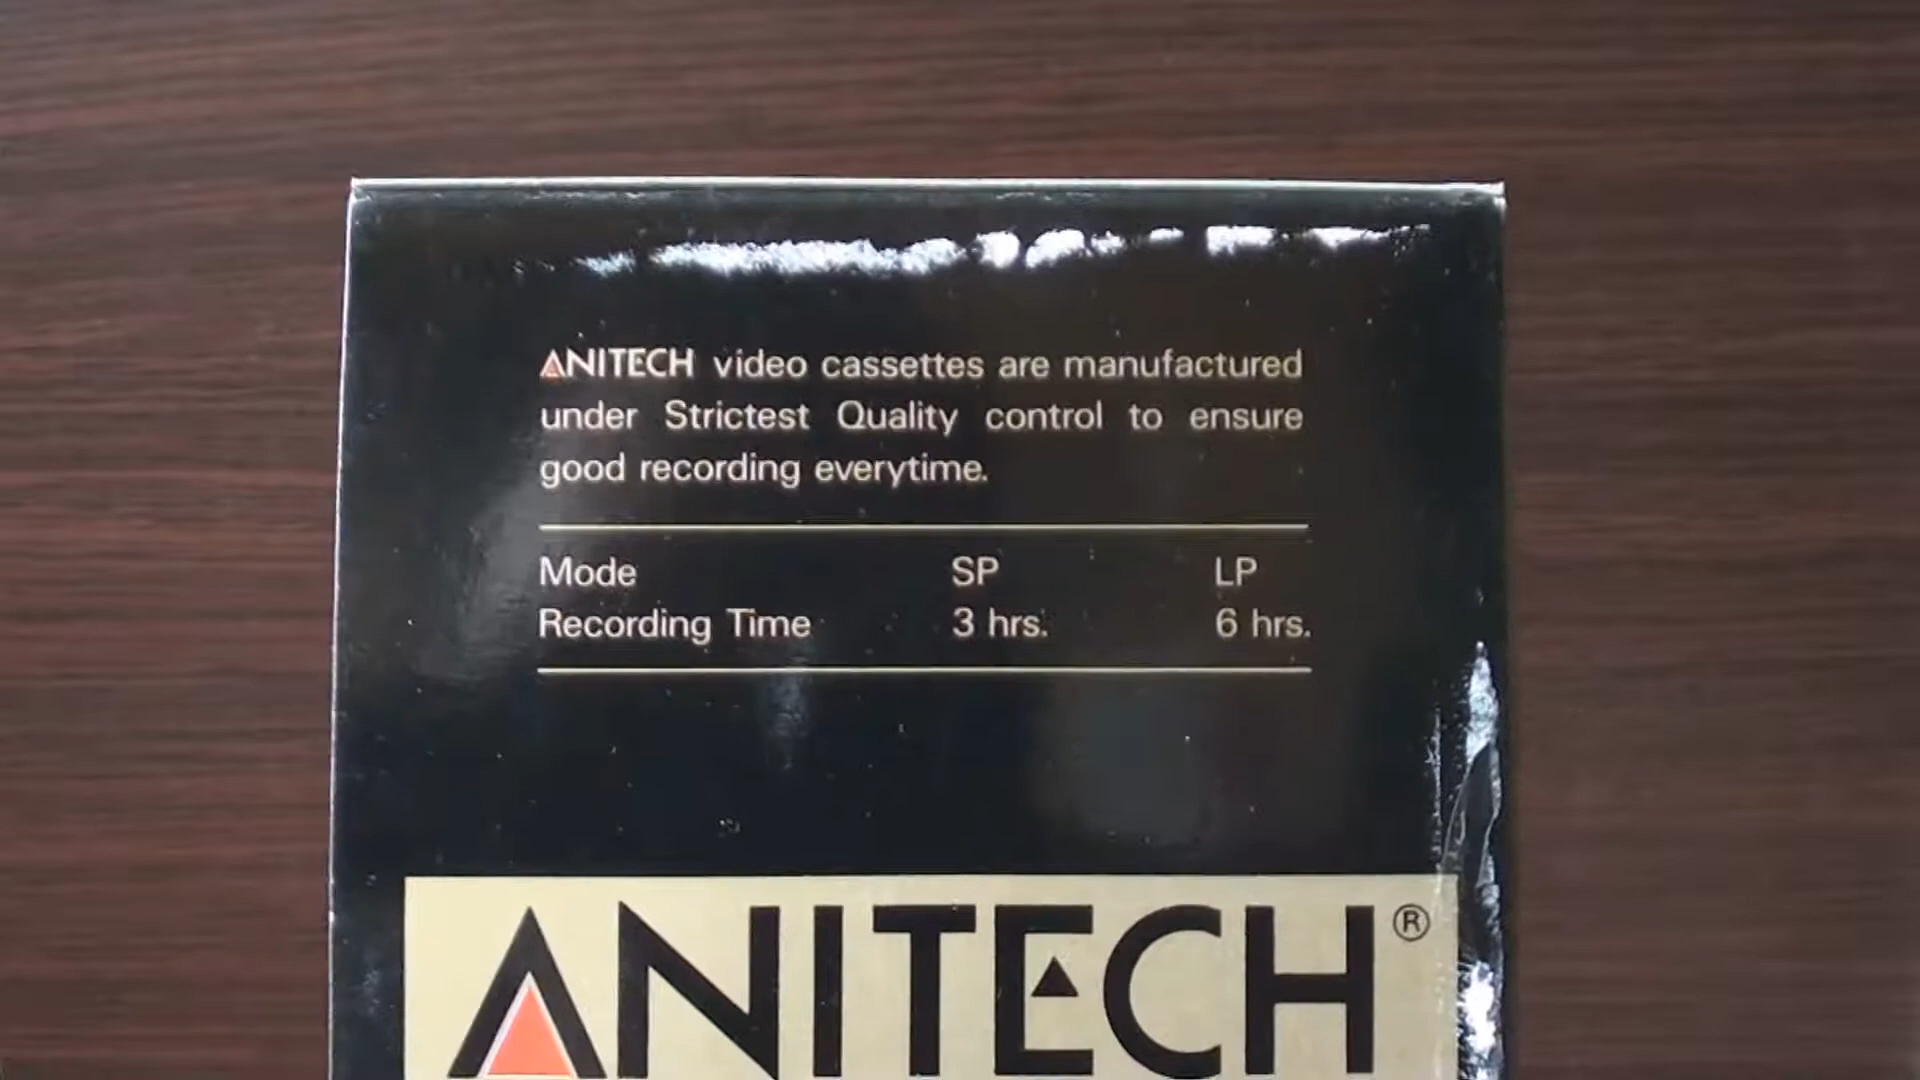 ANITECH video cassettes are manufactured
under Strictest Quality control to ensure
good recording everytime.
Mode SP LP
Recording Time 3 hrs. 6 hrs.
ANITECH®